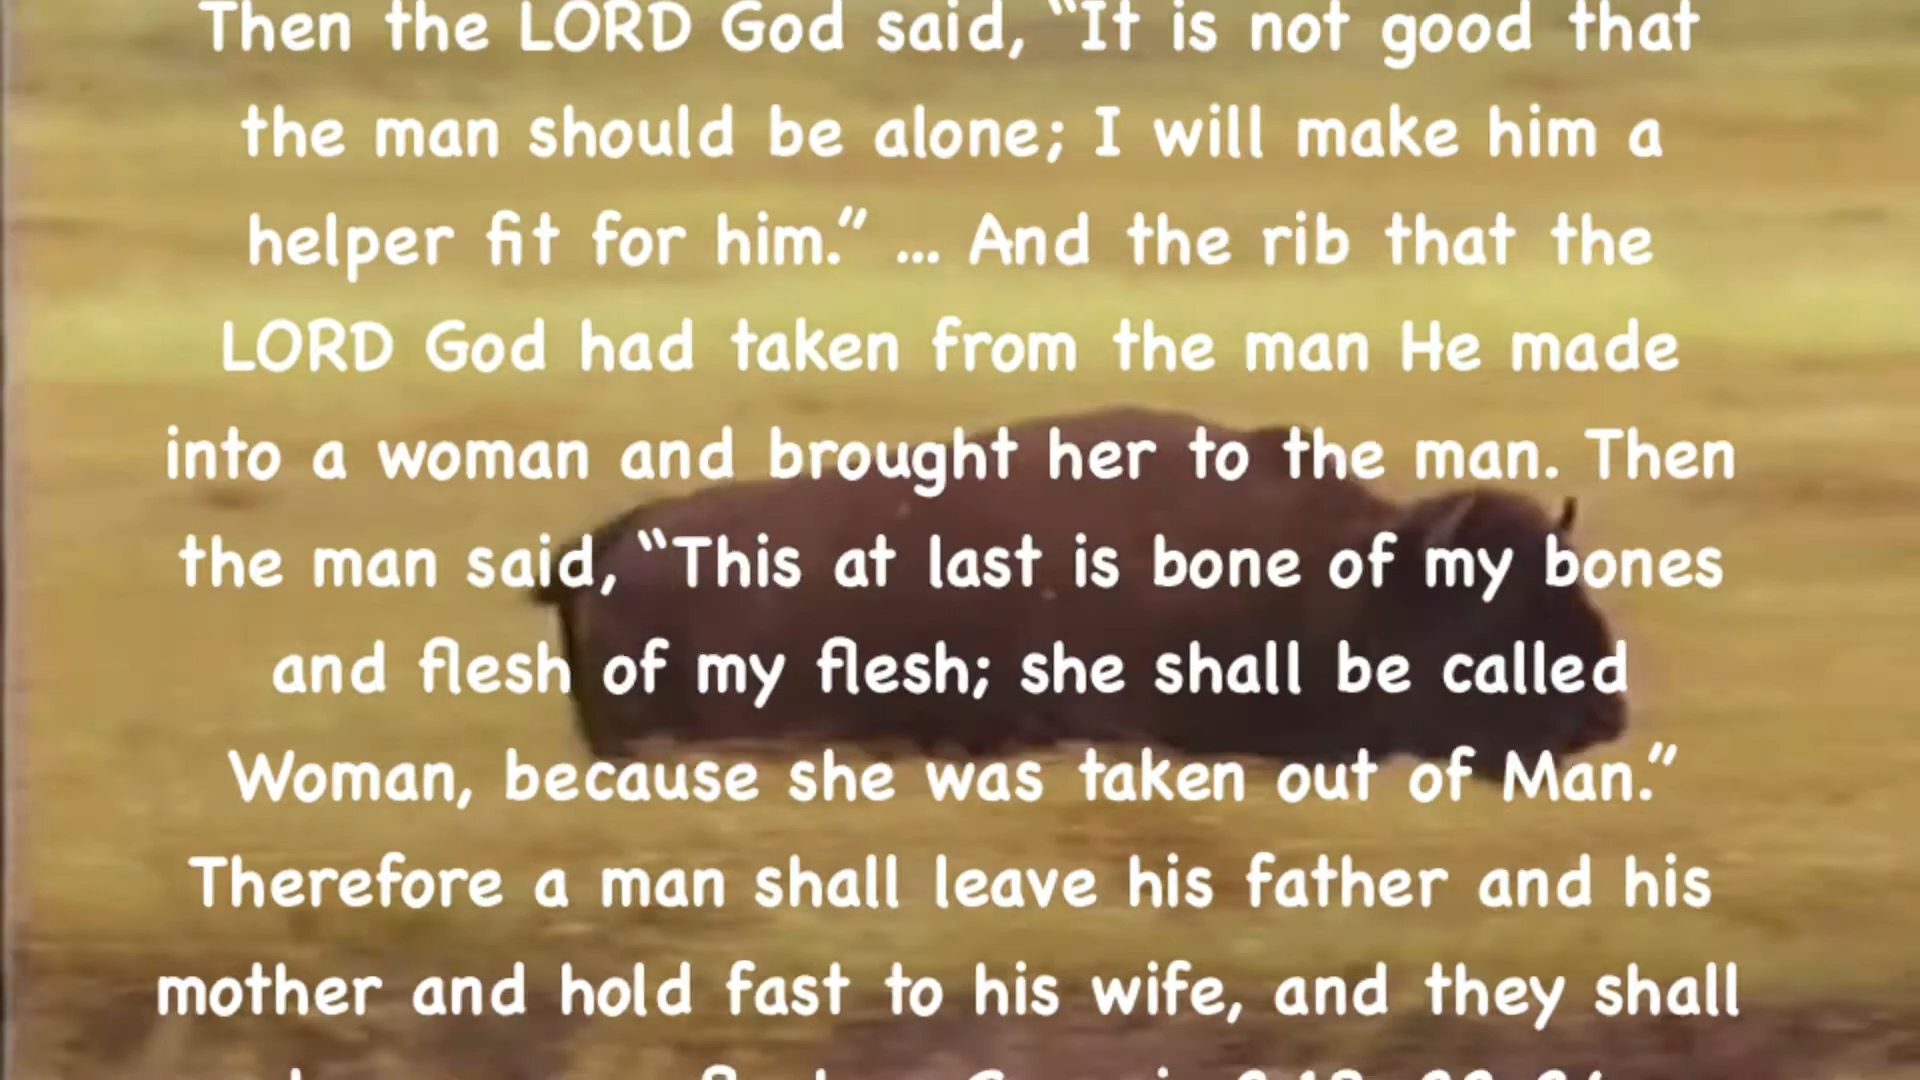 Then the LORD God said, “It is not good that
the man should be alone; I will make him a
helper fit for him.” ... And the rib that the
LORD God had taken from the man He made
into a woman and brought her to the man. Then
the man said, “This at last is bone of my bones
and flesh of my flesh; she shall be called
Woman, because she was taken out of Man.”
Therefore a man shall leave his father and his
mother and hold fast to his wife, and they shall